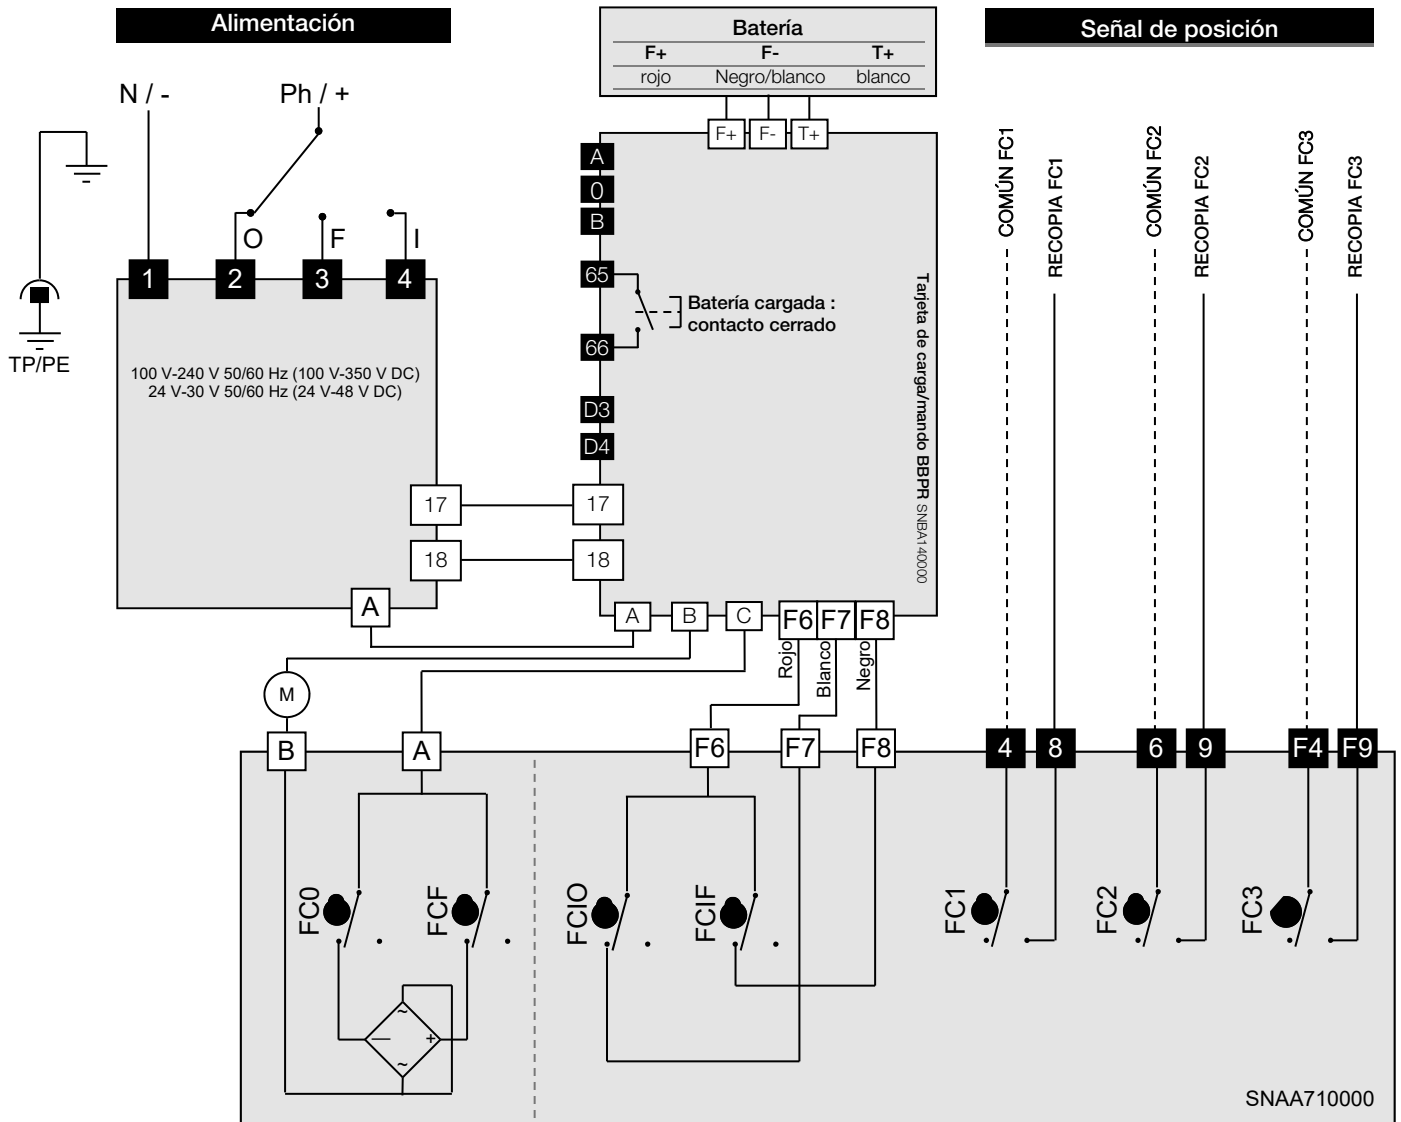 Alimentación
Batería
F+ F- T+
rojo Negro/blanco blanco
Señal de posición
N / -
Ph / +
TP/PE
O
F
I
1
2
3
4
100 V-240 V 50/60 Hz (100 V-350 V DC)
24 V-30 V 50/60 Hz (24 V-48 V DC)
17
18
A
F+
F-
T+
A
0
B
65
66
Batería cargada :
contacto cerrado
D3
D4
17
18
Tarjeta de carga/mando BBPR SNBA140000
A
B
C
F6
F7
F8
Rojo
Blanco
Negro
COMÚN FC1
RECOPIA FC1
COMÚN FC2
RECOPIA FC2
COMÚN FC3
RECOPIA FC3
M
B
A
F6
F7
F8
4
8
6
9
F4
F9
FC0
FCF
FCIO
FCIF
FC1
FC2
FC3
~
—
+
~
SNAA710000